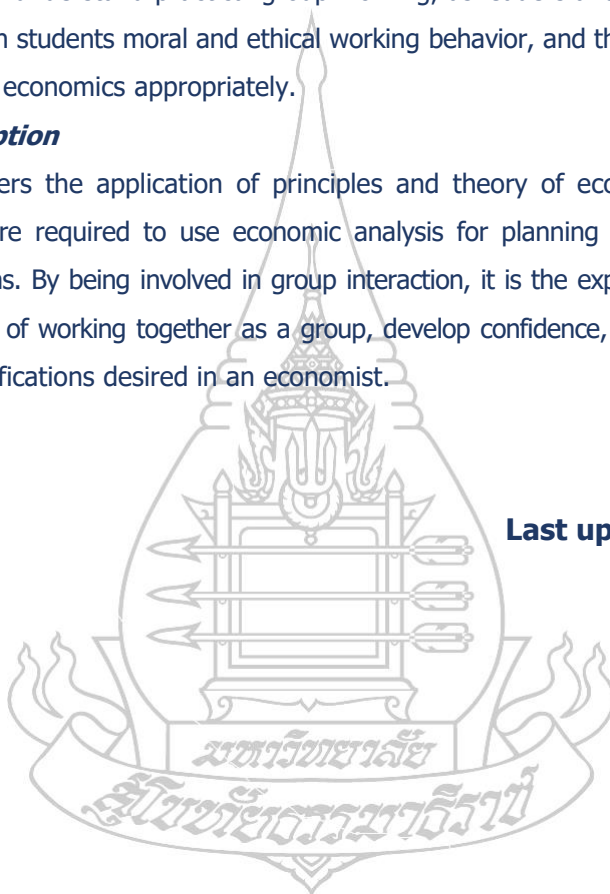 n students moral and ethical working behavior, and th
economics appropriately.
ption
ers the application of principles and theory of eco
re required to use economic analysis for planning
s. By being involved in group interaction, it is the exp
of working together as a group, develop confidence,
fications desired in an economist.
Last up
มหาวิทยาลัย
สุโขทัยธรรมาธิราช